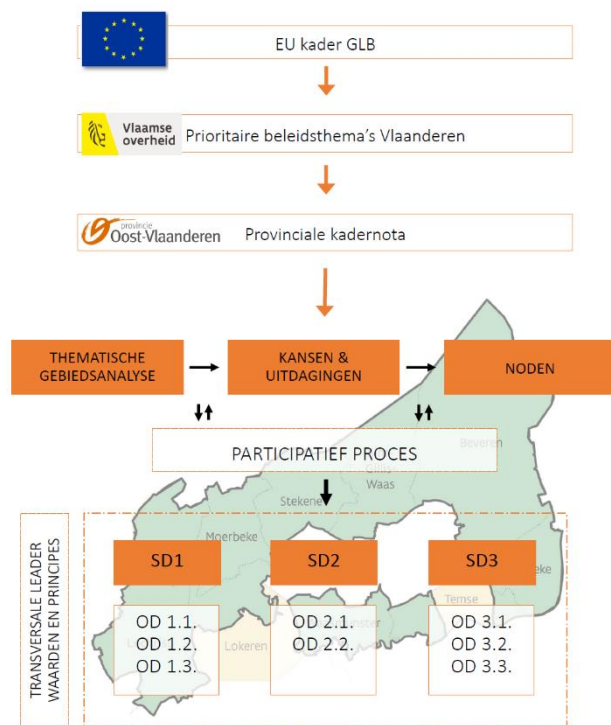 EU kader GLB
Vlaamse
overheid
Prioritaire beleidsthema's Vlaanderen
provincie
Oost-Vlaanderen
Provinciale kadernota
THEMATISCHE
GEBIEDSANALYSE
KANSEN &
UITDAGINGEN
NODEN
PARTICIPATIEF PROCES
Beveren
Waas
Stekene
Moerbeke
TRANSVERSALE LEADER
WAARDEN EN PRINCIPES
SD1
SD2
SD3
Temse
Lokeren
OD 1.1.
OD 1.2.
OD 1.3.
OD 2.1.
OD 2.2.
OD 3.1.
OD 3.2.
OD 3.3.